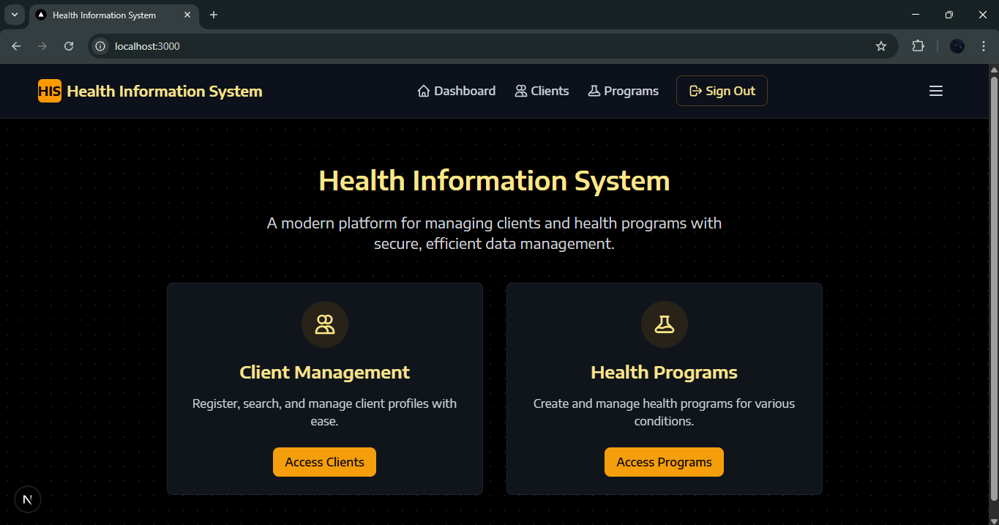 Health Information System
localhost:3000
HIS Health Information System
Dashboard
Clients
Programs
Sign Out
Health Information System
A modern platform for managing clients and health programs with
secure, efficient data management.
Client Management
Register, search, and manage client profiles with
ease.
Access Clients
Health Programs
Create and manage health programs for various
conditions.
Access Programs
N